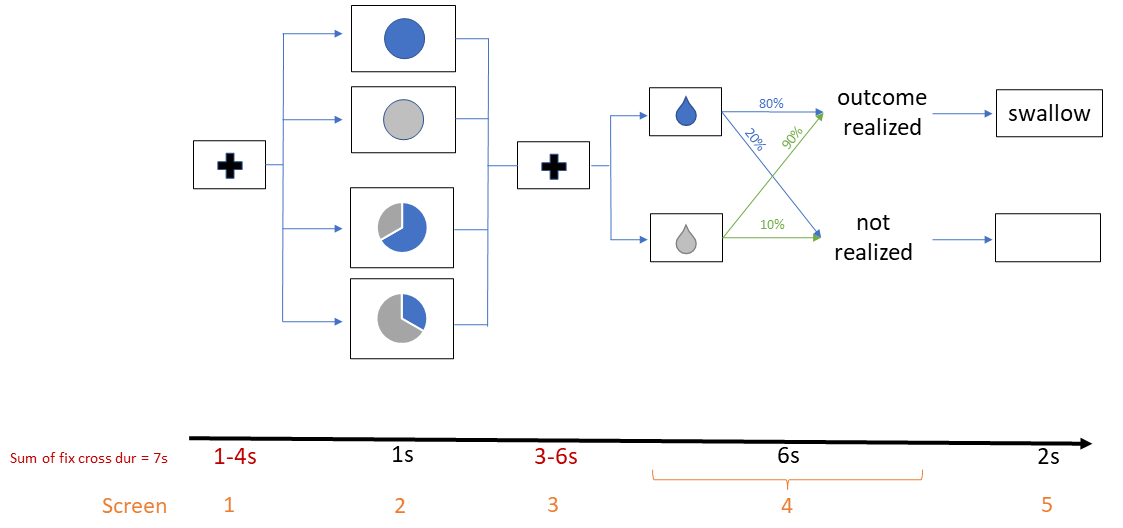 80%
20%
90%
10%
outcome
realized
swallow
not
realized
Sum of fix cross dur = 7s
1-4s
1s
3-6s
6s
2s
Screen
1
2
3
4
5